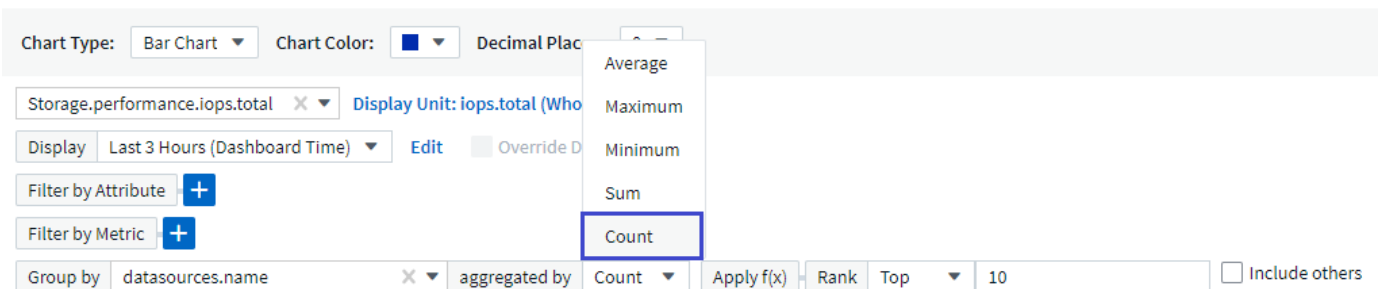 Chart Type: Bar Chart Chart Color: Decimal Plac
Average
Storage.performance.iops.total Display Unit: iops.total (Who Maximum
Display Last 3 Hours (Dashboard Time) Edit Override D Minimum
Filter by Attribute + Sum
Filter by Metric + Count
Group by datasources.name aggregated by Count Apply f(x) Rank Top 10 Include others